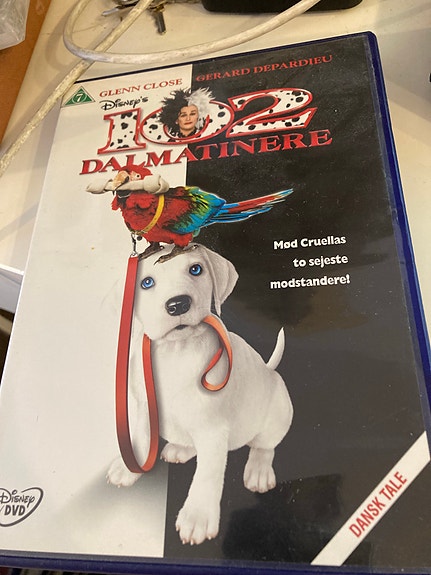 7
GLENN CLOSE GERARD DEPARDIEU
Disney's
102
DALMATINERE
Mød Cruellas
to sejeste
modstandere!
DANSK TALE
Disney
DVD